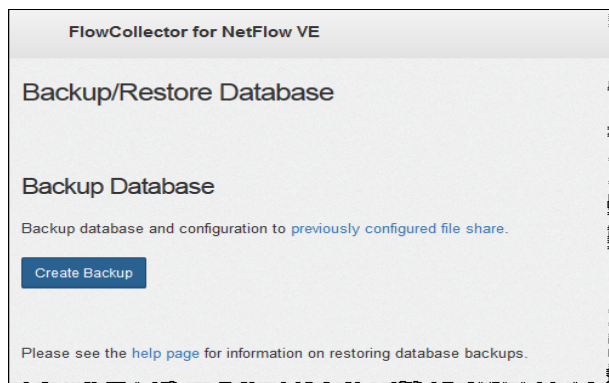 FlowCollector for NetFlow VE
Backup/Restore Database
Backup Database
Backup database and configuration to previously configured file share.
Create Backup
Please see the help page for information on restoring database backups.